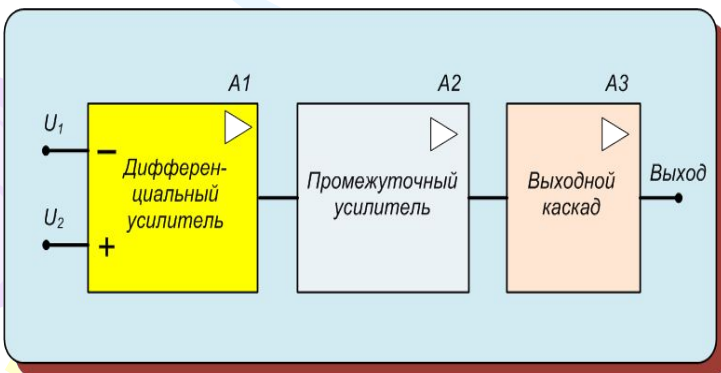 A1
A2
A3
U₁
−
Дифферен-
циальный
усилитель
U₂
+
Промежуточный
усилитель
Выходной
каскад
Выход